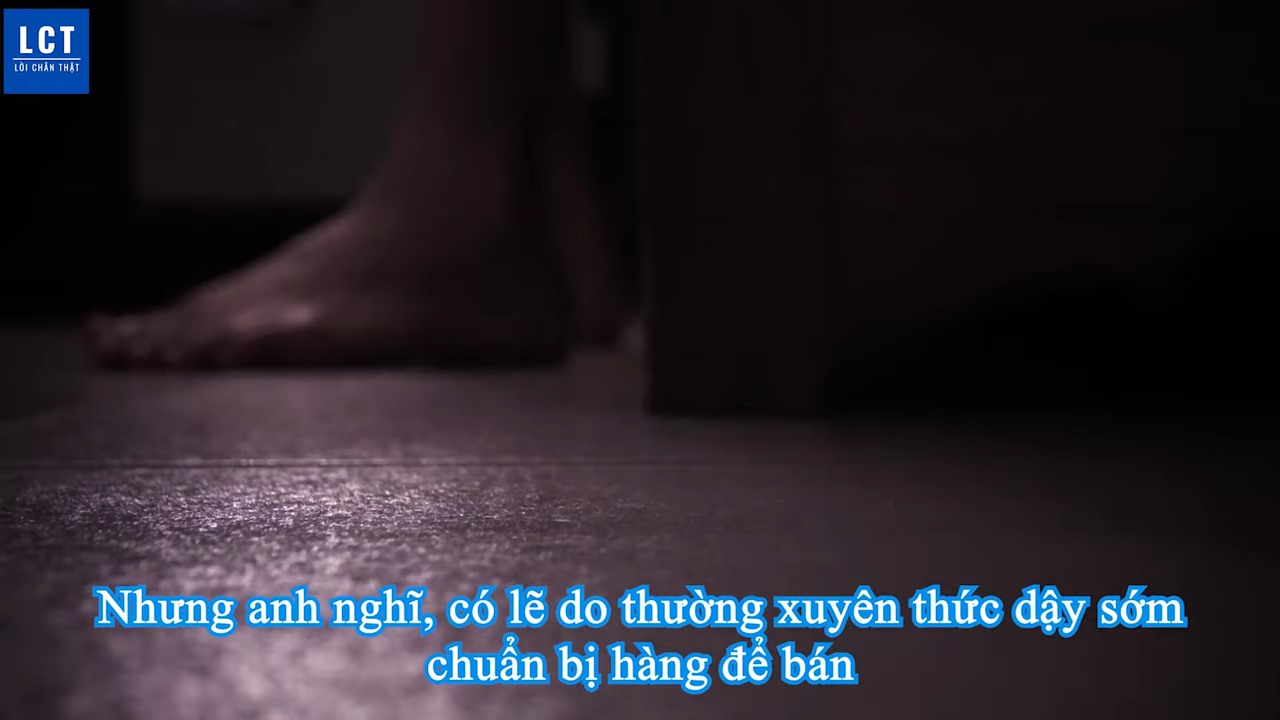 LCT
LỜI CHÂN THẬT
Nhưng anh nghĩ, có lẽ do thường xuyên thức dậy sớm
chuẩn bị hàng để bán